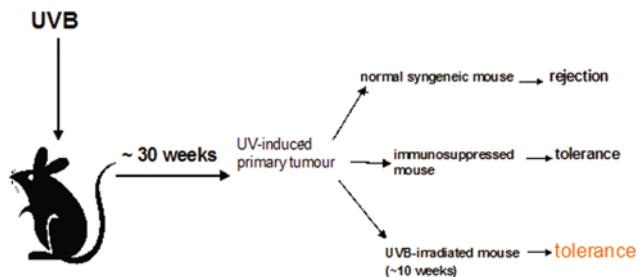 UVB
~ 30 weeks
UV-induced
primary tumour
normal syngeneic mouse
rejection
immunosuppressed
mouse
tolerance
UVB-irradiated mouse
(~10 weeks)
tolerance